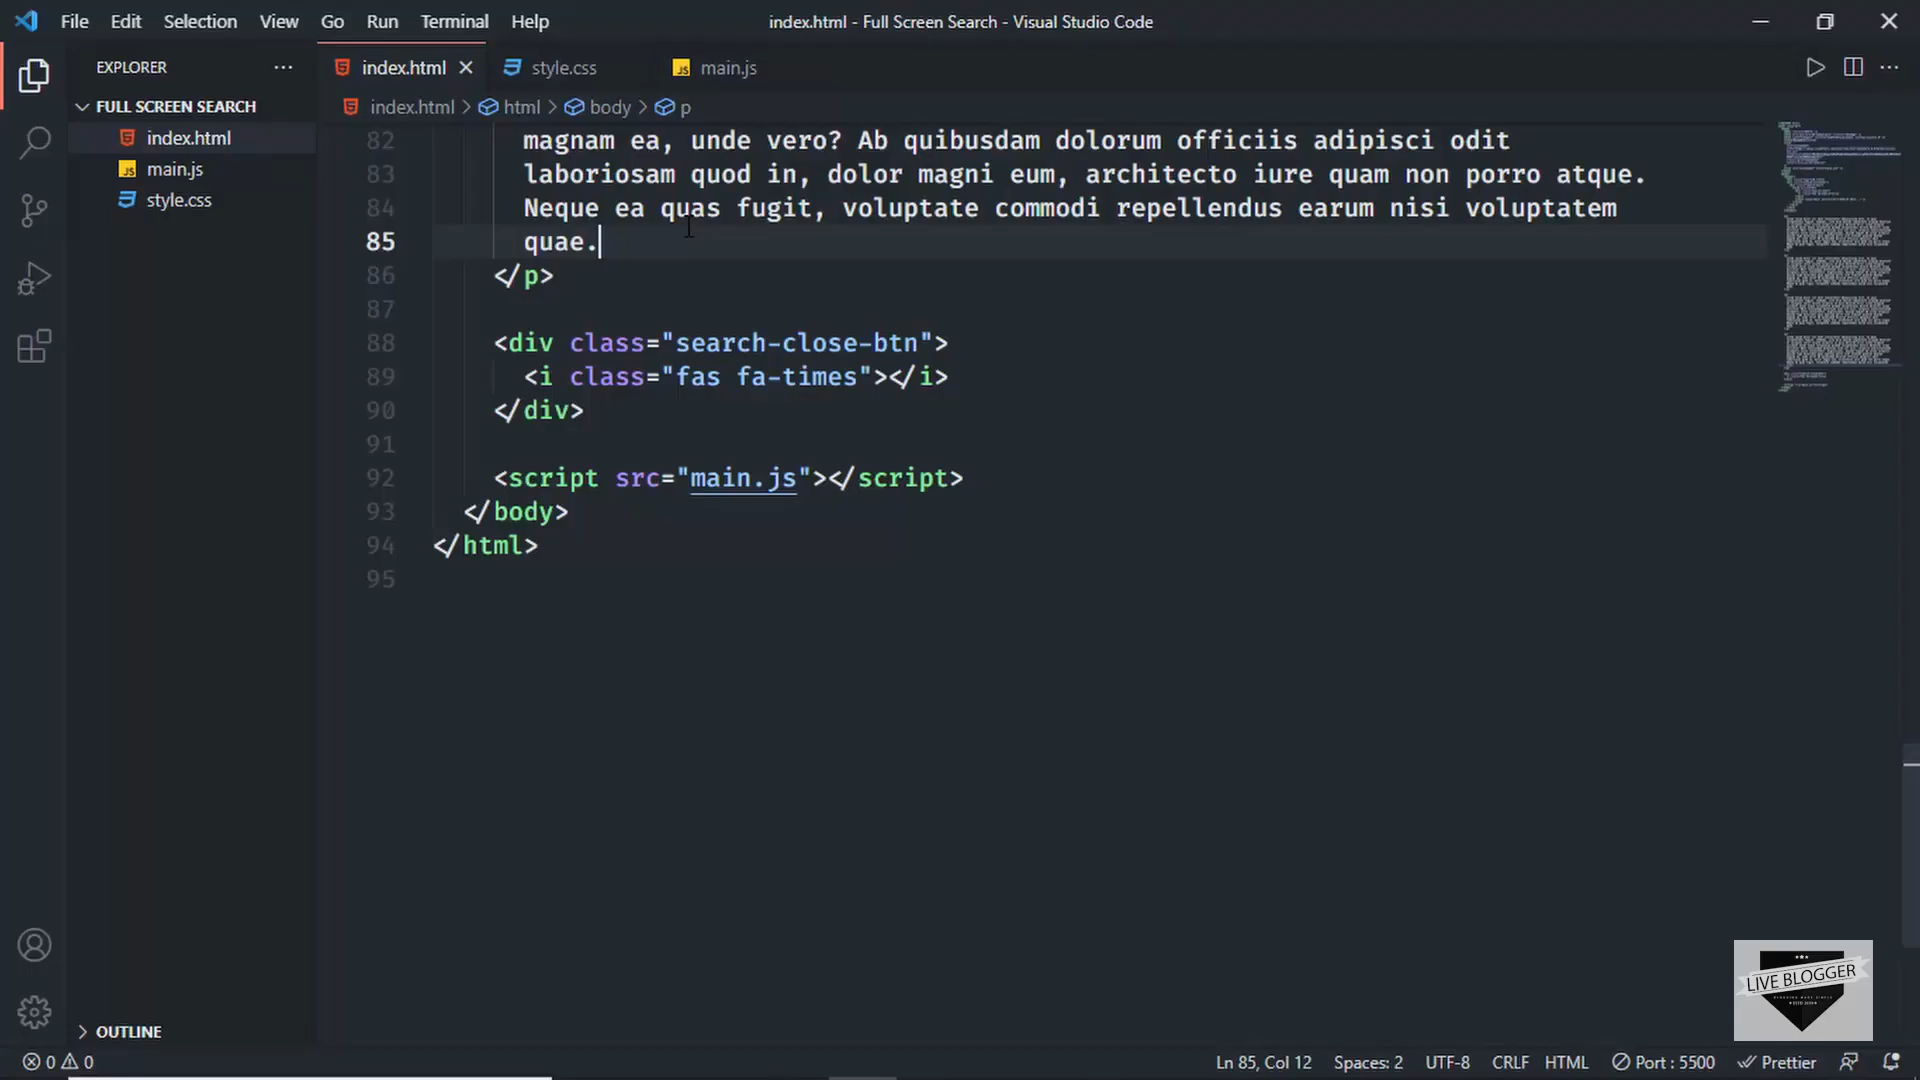 File Edit Selection View Go Run Terminal Help
index.html - Full Screen Search - Visual Studio Code
EXPLORER
FULL SCREEN SEARCH
index.html
main.js
style.css
OUTLINE
index.html style.css main.js
index.html > html > body > p
82 magnam ea, unde vero? Ab quibusdam dolorum officiis adipisci odit
83 laboriosam quod in, dolor magni eum, architecto iure quam non porro atque.
84 Neque ea quas fugit, voluptate commodi repellendus earum nisi voluptatem
85 quae.
86 </p>
87
88 <div class="search-close-btn">
89 <i class="fas fa-times"></i>
90 </div>
91
92 <script src="main.js"></script>
93 </body>
94 </html>
95
LIVE BLOGGER
0 0
Ln 85, Col 12 Spaces: 2 UTF-8 CRLF HTML Port : 5500 Prettier